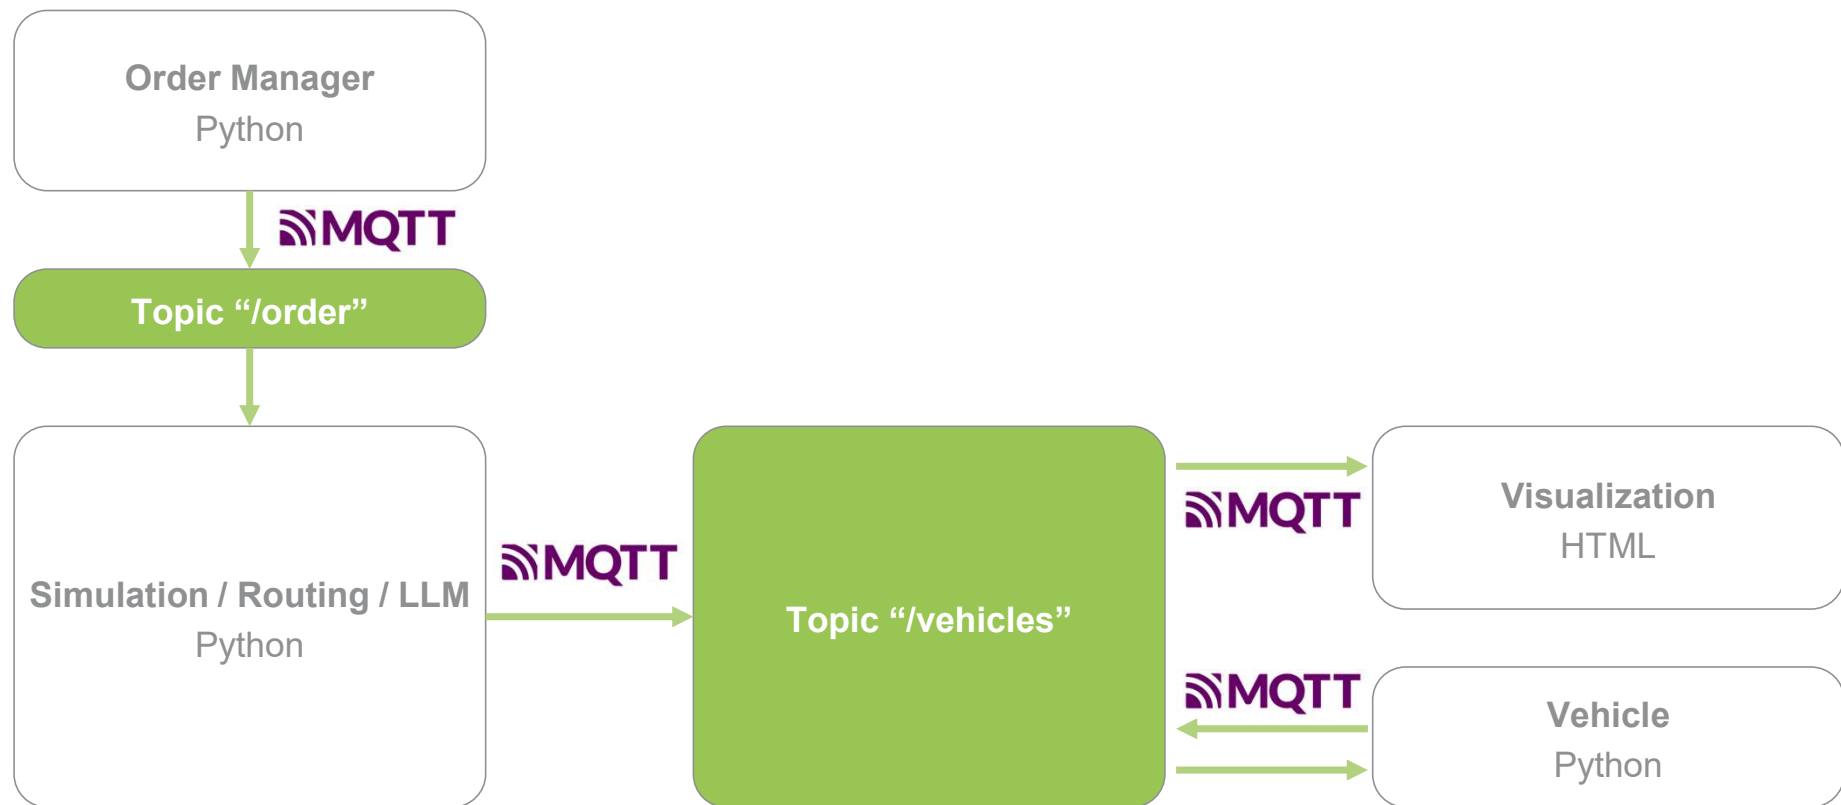 Order Manager
Python
MQTT
Topic “/order”
Simulation / Routing / LLM
Python
MQTT
Topic “/vehicles”
MQTT
Visualization
HTML
MQTT
Vehicle
Python